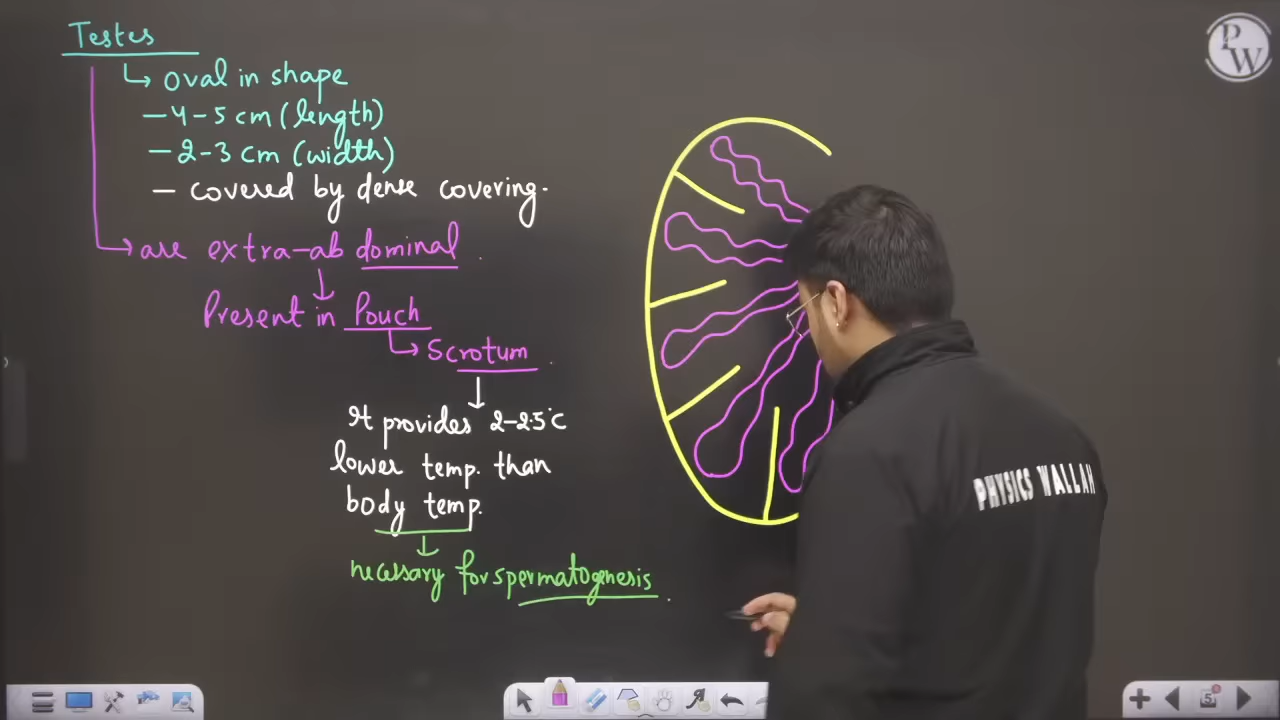 Testes
↳ oval in shape
- 4-5 cm (length)
- 2-3 cm (width)
- covered by dense covering.
→ are extra-abdominal.
↓
Present in Pouch
↳ Scrotum.
↓
It provides 2-2.5°C
lower temp. than
body temp.
↓
necessary for spermatogenesis.
PW
PHYSICS WALLAH
5